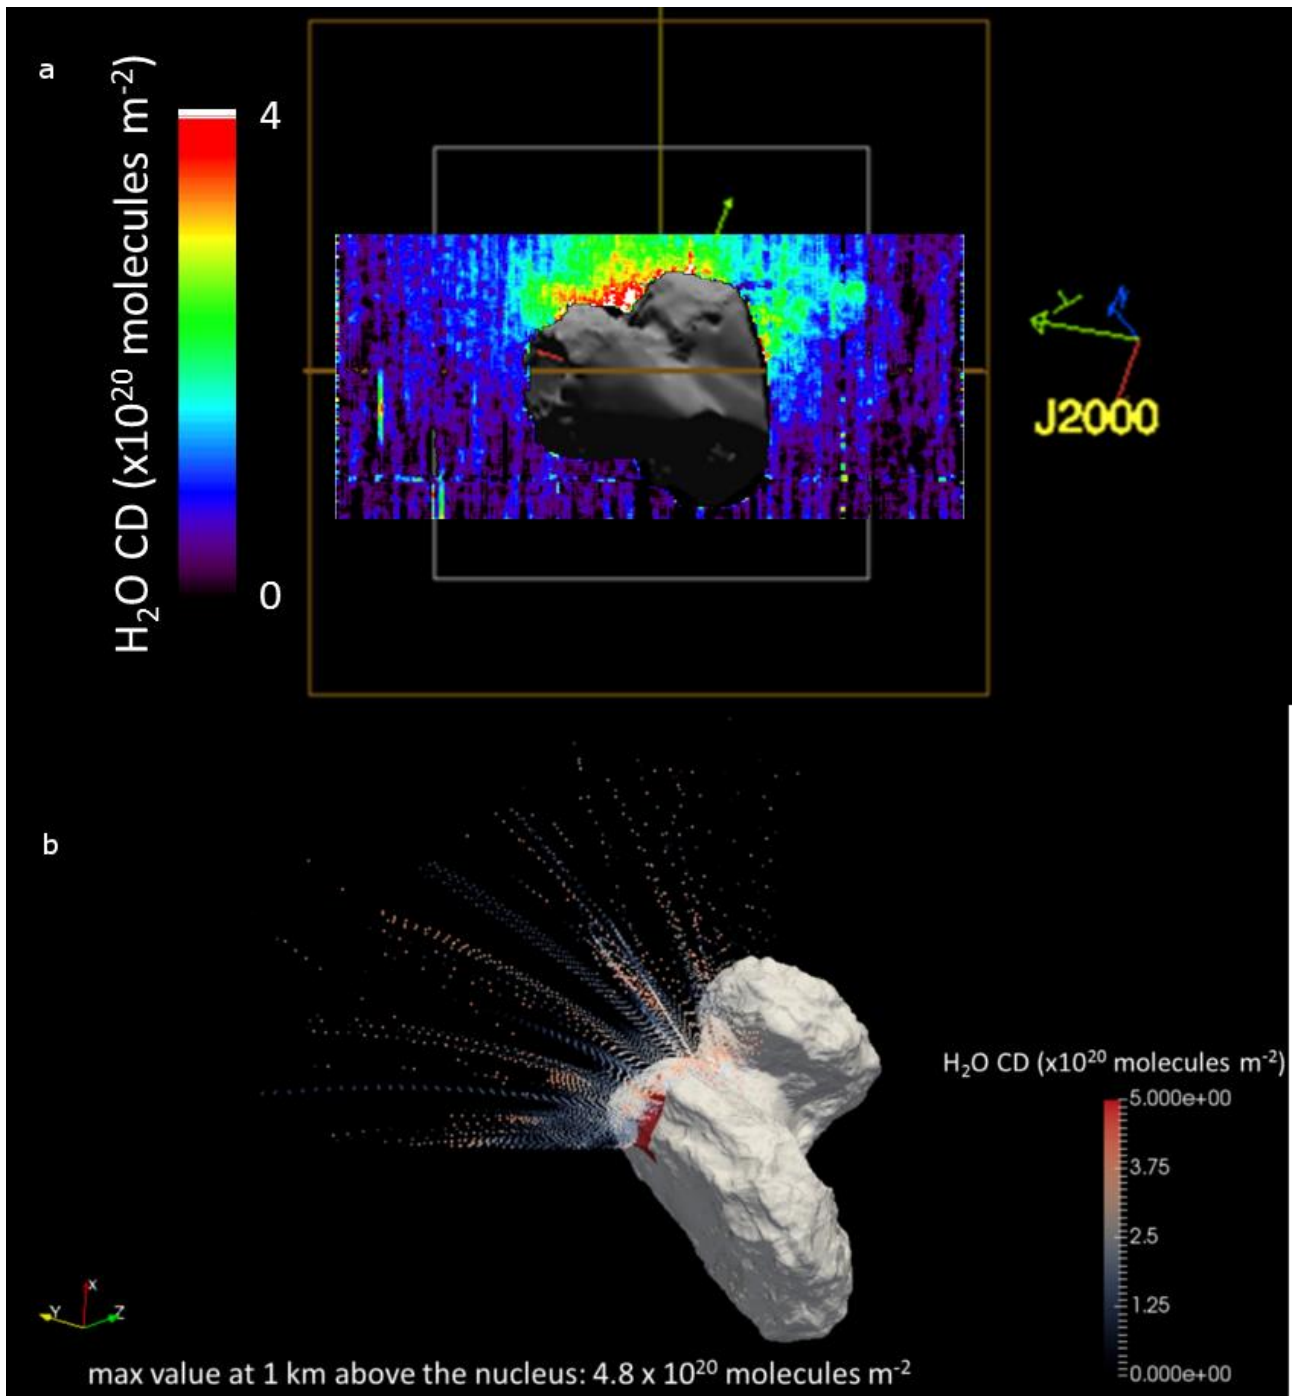 a
H₂O CD (x10²⁰ molecules m⁻²)
4
0
Y
J2000
b
H₂O CD (x10²⁰ molecules m⁻²)
5.000e+00
3.75
2.5
1.25
0.000e+00
X
Y
Z
max value at 1 km above the nucleus: 4.8 x 10²⁰ molecules m⁻²